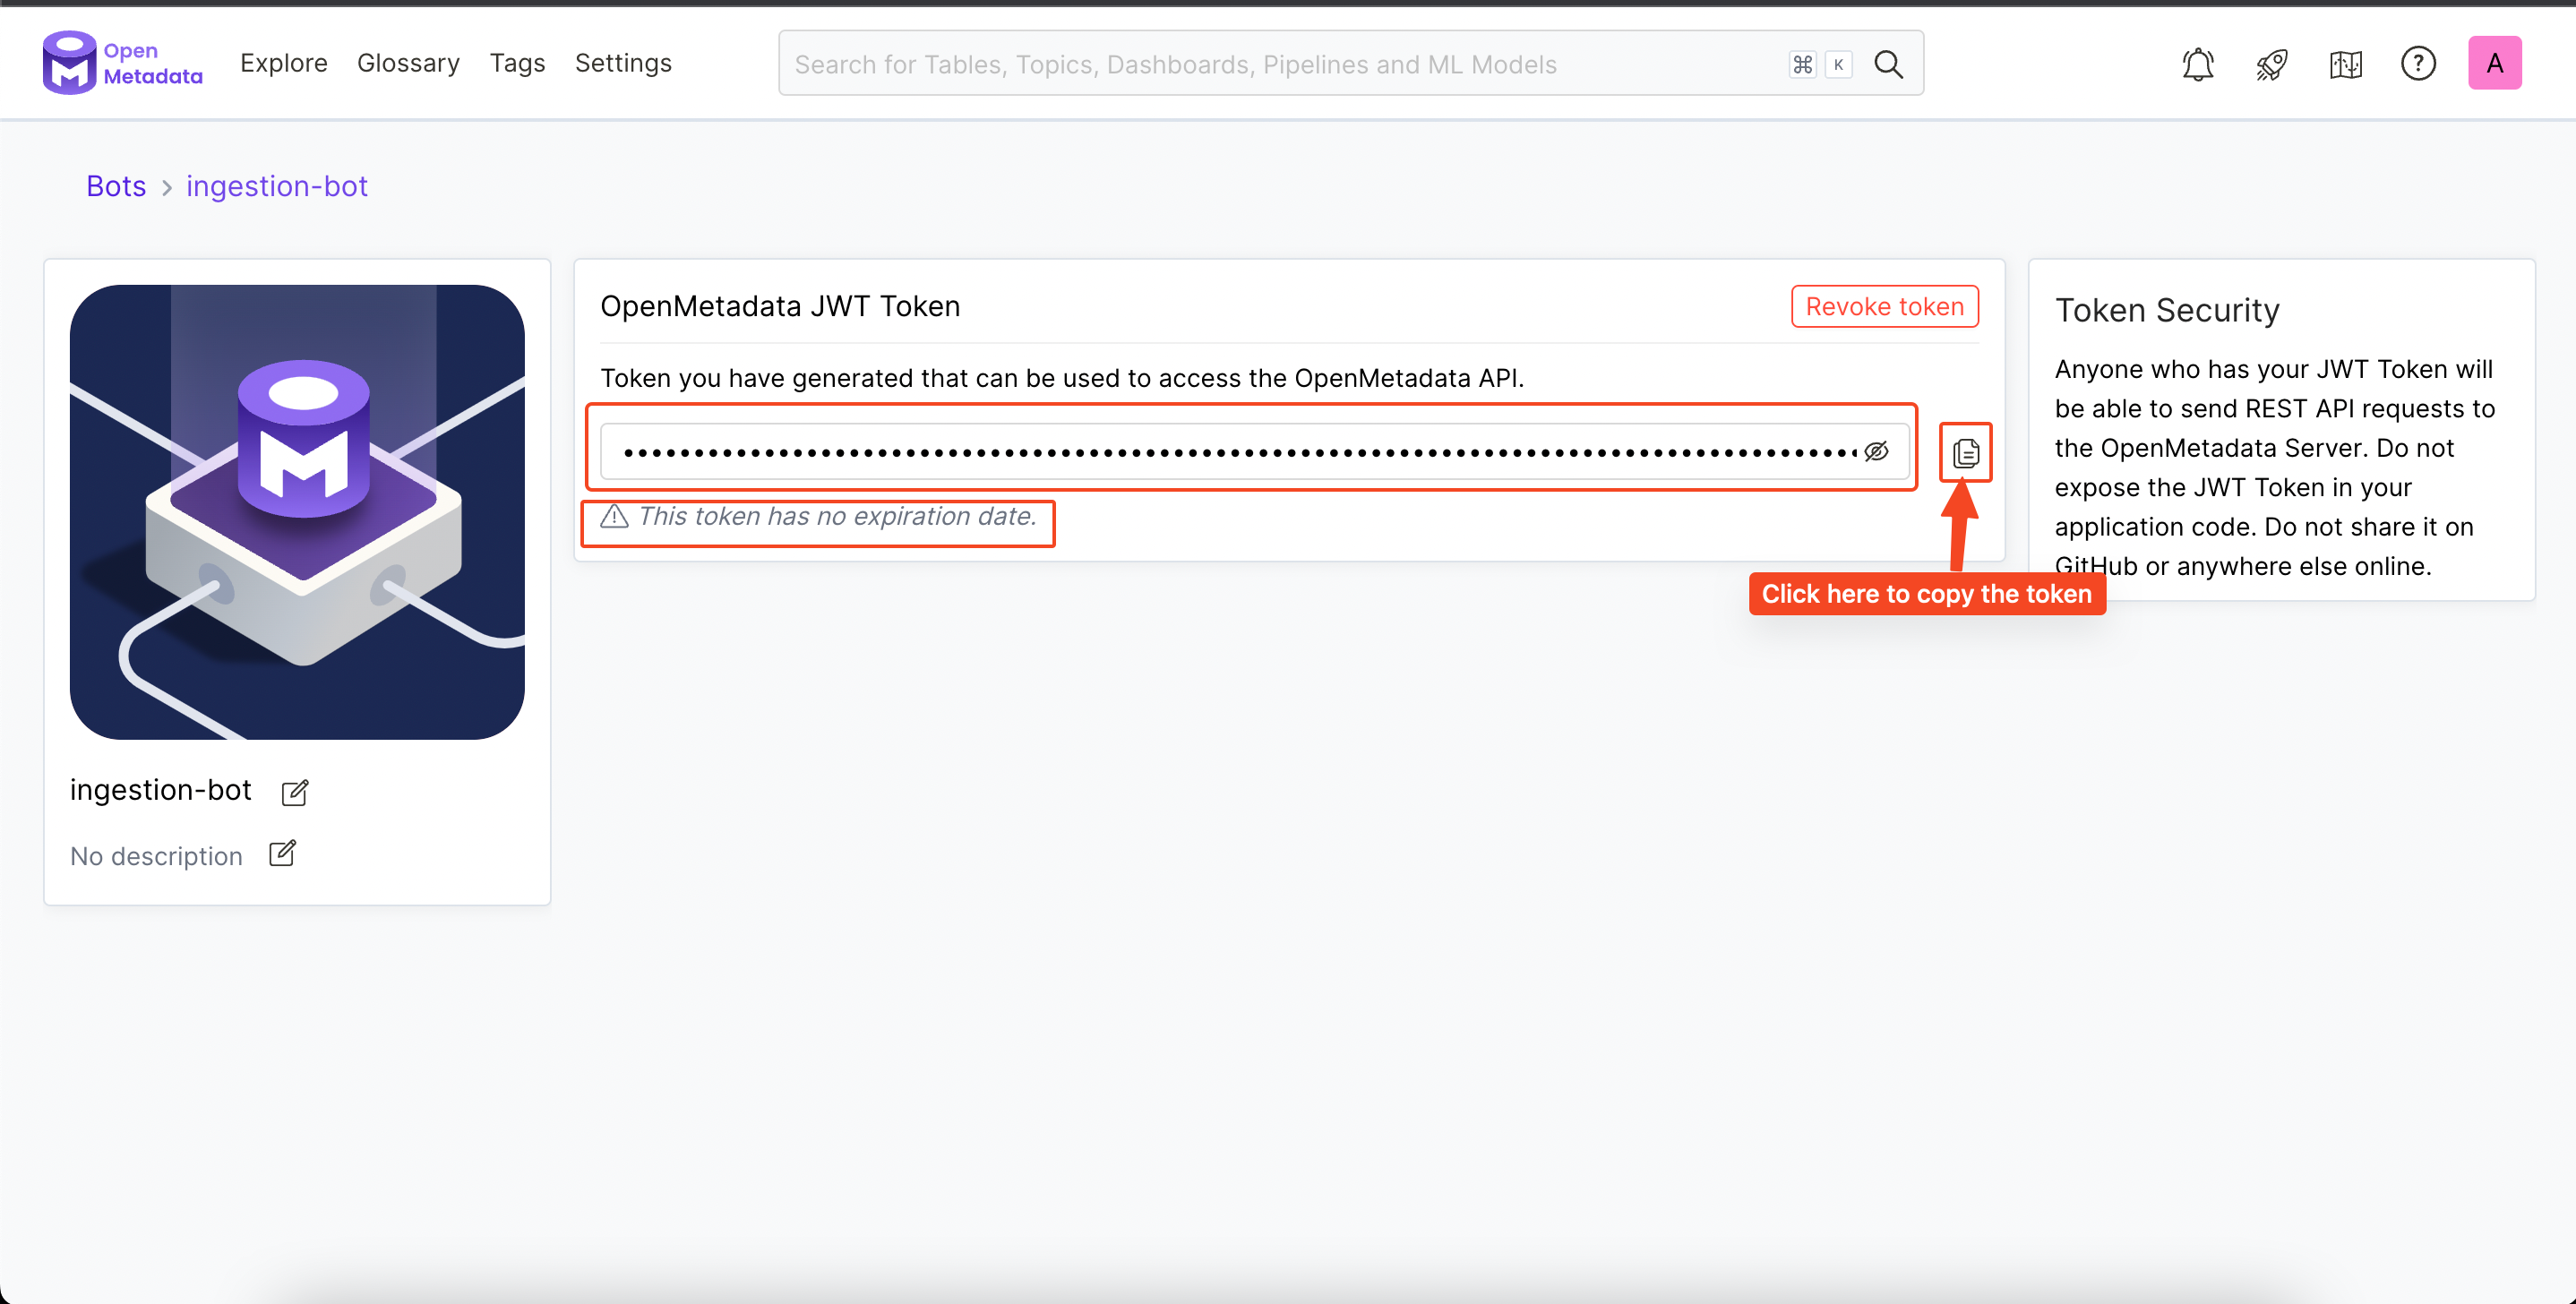 Open
Metadata
Explore
Glossary
Tags
Settings
Search for Tables, Topics, Dashboards, Pipelines and ML Models
⌘
K
?
A
Bots > ingestion-bot
ingestion-bot
No description
OpenMetadata JWT Token
Revoke token
Token you have generated that can be used to access the OpenMetadata API.
This token has no expiration date.
Click here to copy the token
Token Security
Anyone who has your JWT Token will
be able to send REST API requests to
the OpenMetadata Server. Do not
expose the JWT Token in your
application code. Do not share it on
GitHub or anywhere else online.